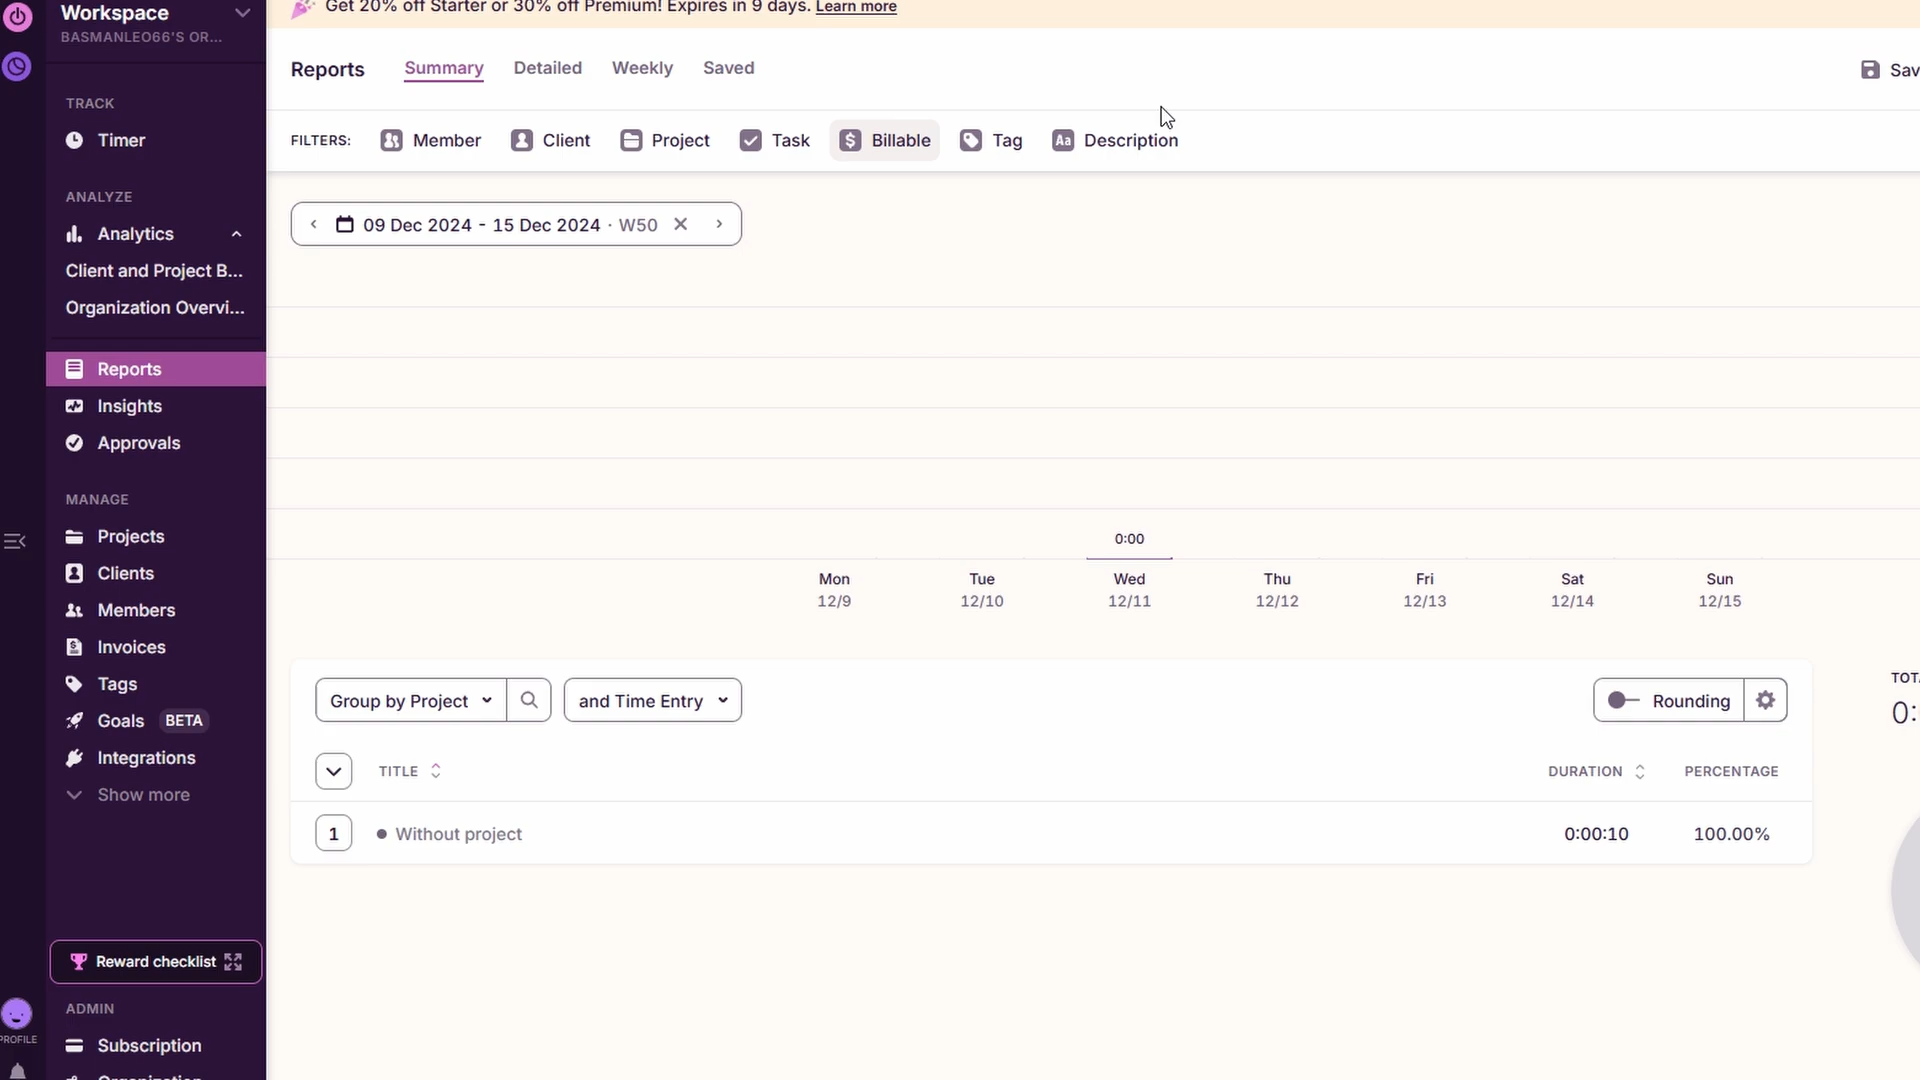 Workspace
BASMANLEO66'S OR...
TRACK
Timer
ANALYZE
Analytics
Client and Project B...
Organization Overvi...
Reports
Insights
Approvals
MANAGE
Projects
Clients
Members
Invoices
Tags
Goals BETA
Integrations
Show more
Reward checklist
ADMIN
Subscription
PROFILE
Get 20% off Starter or 30% off Premium! Expires in 9 days. Learn more
Reports Summary Detailed Weekly Saved
Sav
FILTERS: Member Client Project Task $ Billable Tag Aa Description
09 Dec 2024 - 15 Dec 2024 · W50
0:00
Mon Tue Wed Thu Fri Sat Sun
12/9 12/10 12/11 12/12 12/13 12/14 12/15
Group by Project and Time Entry Rounding
TITLE DURATION PERCENTAGE
1 Without project 0:00:10 100.00%
TOT
0: